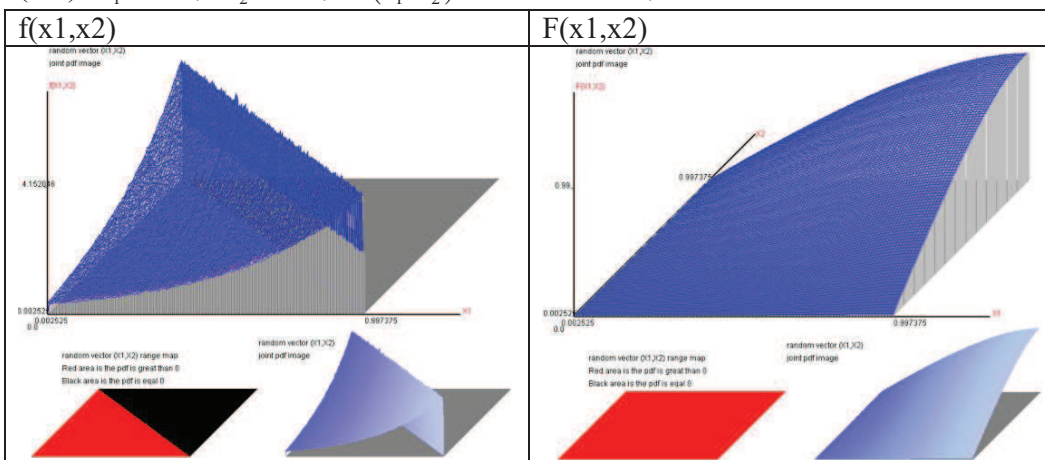 f(x1,x2)
random vector (X1,X2)
joint pdf image
f(X1,X2)
4.152046
0.002525
0.002525
0.0
0.997375
X1
random vector (X1,X2) range map
Red area is the pdf is great than 0
Black area is the pdf is eqal 0
random vector (X1,X2)
joint pdf image
F(x1,x2)
random vector (X1,X2)
joint pdf image
F(X1,X2)
X2
0.997375
0.99
0.002525
0.002525
0.0
0.997375
X1
random vector (X1,X2) range map
Red area is the pdf is great than 0
Black area is the pdf is eqal 0
random vector (X1,X2)
joint pdf image